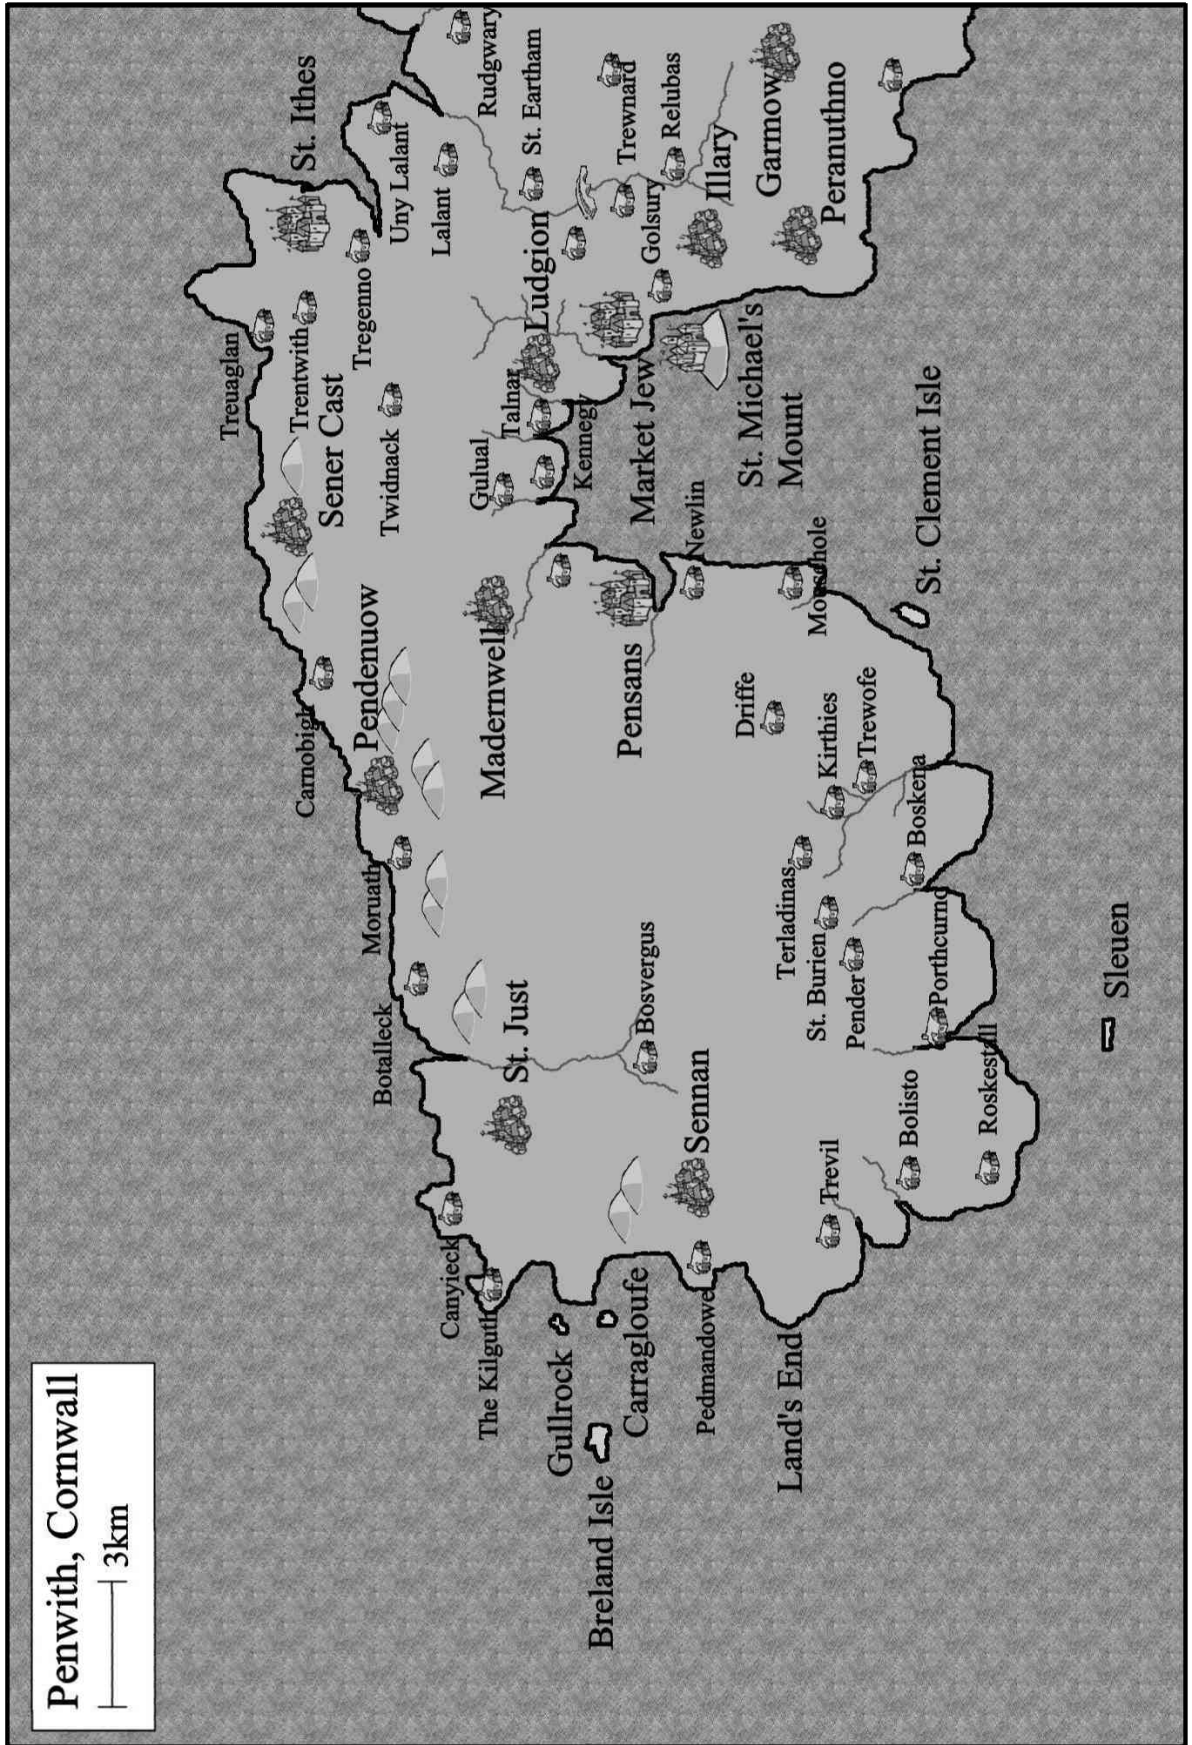 Penwith, Cornwall
3km
St. Ithes
Treuaglan
Trentwith
Tregenno
Uny Lalant
Lalant
Rudgwary
St. Eartham
Trewnard
Relubas
Golsury
Illary
Garmow
Peranuthno
Ludgion
Sener Cast
Twidnack
Talnar
Gulual
Kennegy
Market Jew
St. Michael's
Mount
Carnobigh
Pendenuow
Madernwell
Pensans
Newlin
Mousehole
St. Clement Isle
Moruath
Botalleck
St. Just
Bosvergus
Driffe
Kirthies
Trewofe
Boskena
Terladinas
St. Burien
Pender
Porthcurno
Sleuen
Canyieck
The Kilguth
Gullrock
Breland Isle
Carragloufe
Sennan
Pedmandowe
Land's End
Trevil
Bolisto
Roskestall